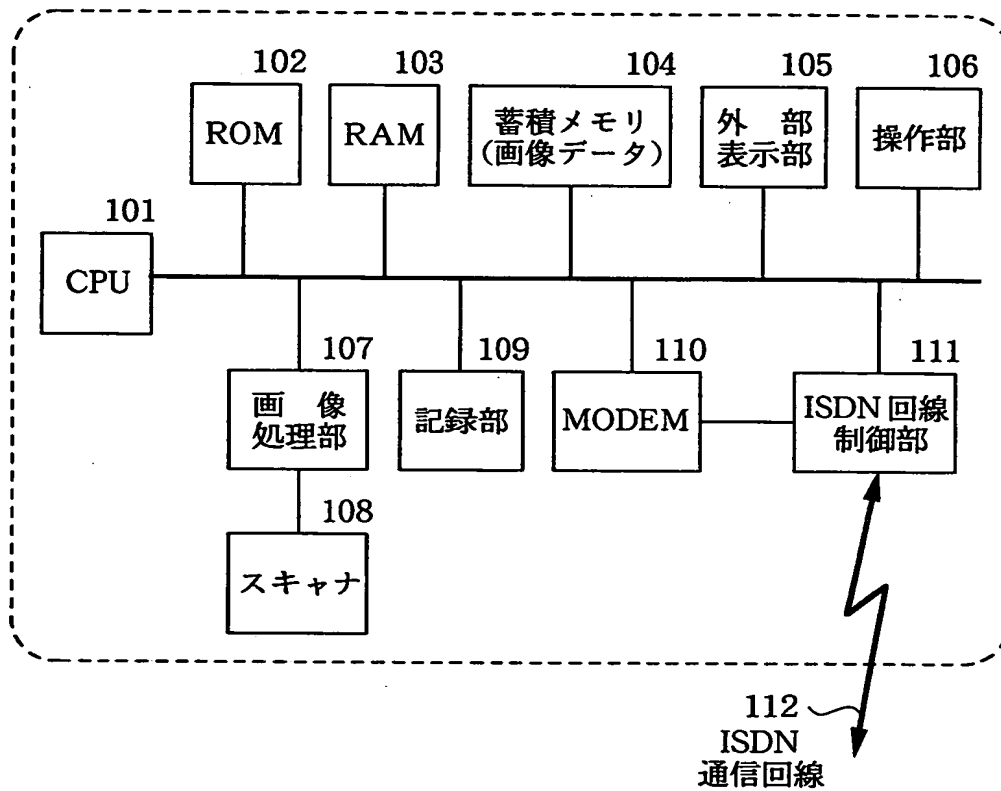 102
103
104
105
106
ROM
RAM
蓄積メモリ
(画像データ)
外 部
表示部
操作部
101
CPU
107
109
110
111
画 像
処理部
記録部
MODEM
ISDN 回線
制御部
108
スキャナ
112
ISDN
通信回線